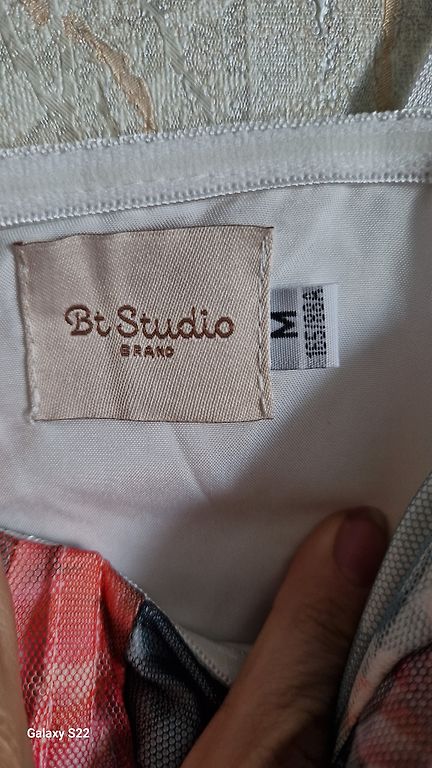 Bt Studio
BRAND
M
165/88A
Galaxy S22